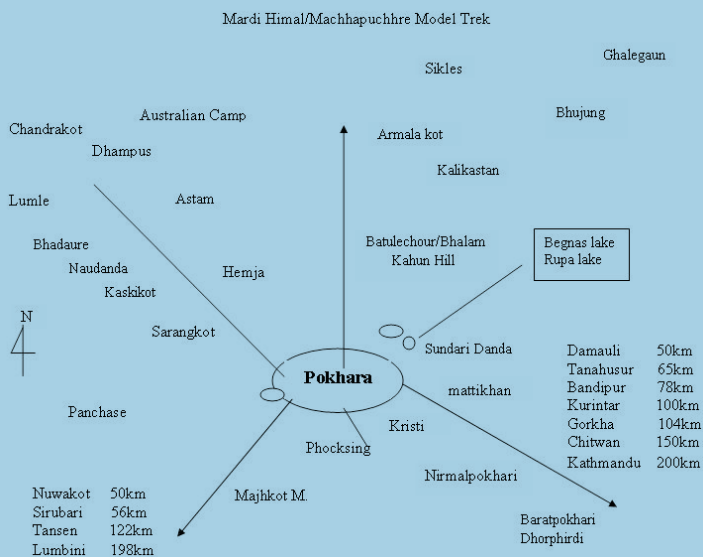 Mardi Himal/Machhapuchhre Model Trek
Ghalegaun
Sikles
Bhujung
Australian Camp
Chandrakot
Armala kot
Dhampus
Kalikastan
Lumle
Astam
Bhadaure
Batulechour/Bhalam
Kahun Hill
Begnas lake
Rupa lake
Naudanda
Hemja
Kaskikot
N
Sarangkot
Sundari Danda
Pokhara
mattikhan
Damauli 50km
Tanahusur 65km
Bandipur 78km
Kurintar 100km
Gorkha 104km
Chitwan 150km
Kathmandu 200km
Panchase
Kristi
Phocksing
Nirmalpokhari
Majhkot M.
Nuwakot 50km
Sirubari 56km
Tansen 122km
Lumbini 198km
Baratpokhari
Dhorphirdi